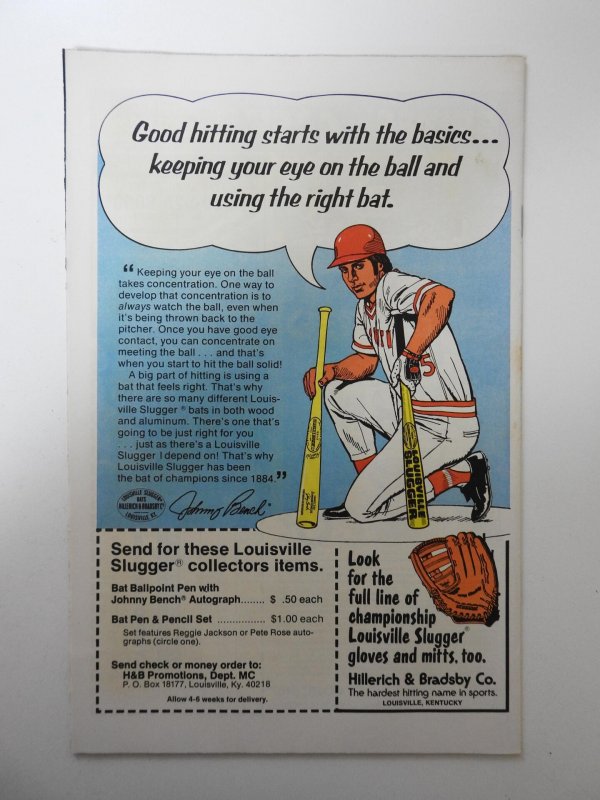 Good hitting starts with the basics...
keeping your eye on the ball and
using the right bat.
“ Keeping your eye on the ball
takes concentration. One way to
develop that concentration is to
always watch the ball, even when
it's being thrown back to the
pitcher. Once you have good eye
contact, you can concentrate on
meeting the ball . . . and that's
when you start to hit the ball solid!
A big part of hitting is using a
bat that feels right. That's why
there are so many different Louis-
ville Slugger® bats in both wood
and aluminum. There's one that's
going to be just right for you
. . . just as there's a Louisville
Slugger I depend on! That's why
Louisville Slugger has been
the bat of champions since 1884.”
LOUISVILLE SLUGGER
BATS
HILLERICH & BRADSBY Co
LOUISVILLE, KY.
Johnny Bench
5
LOUISVILLE
SLUGGER
Send for these Louisville
Slugger® collectors items.
Bat Ballpoint Pen with
Johnny Bench Autograph....... $ .50 each
Bat Pen & Pencil Set ................ $1.00 each
Set features Reggie Jackson or Pete Rose auto-
graphs (circle one).
Send check or money order to:
H&B Promotions, Dept. MC
P. O. Box 18177, Louisville, Ky. 40218
Allow 4-6 weeks for delivery.
Look
for the
full line of
championship
Louisville Slugger®
gloves and mitts, too.
Hillerich & Bradsby Co.
The hardest hitting name in sports.
LOUISVILLE, KENTUCKY